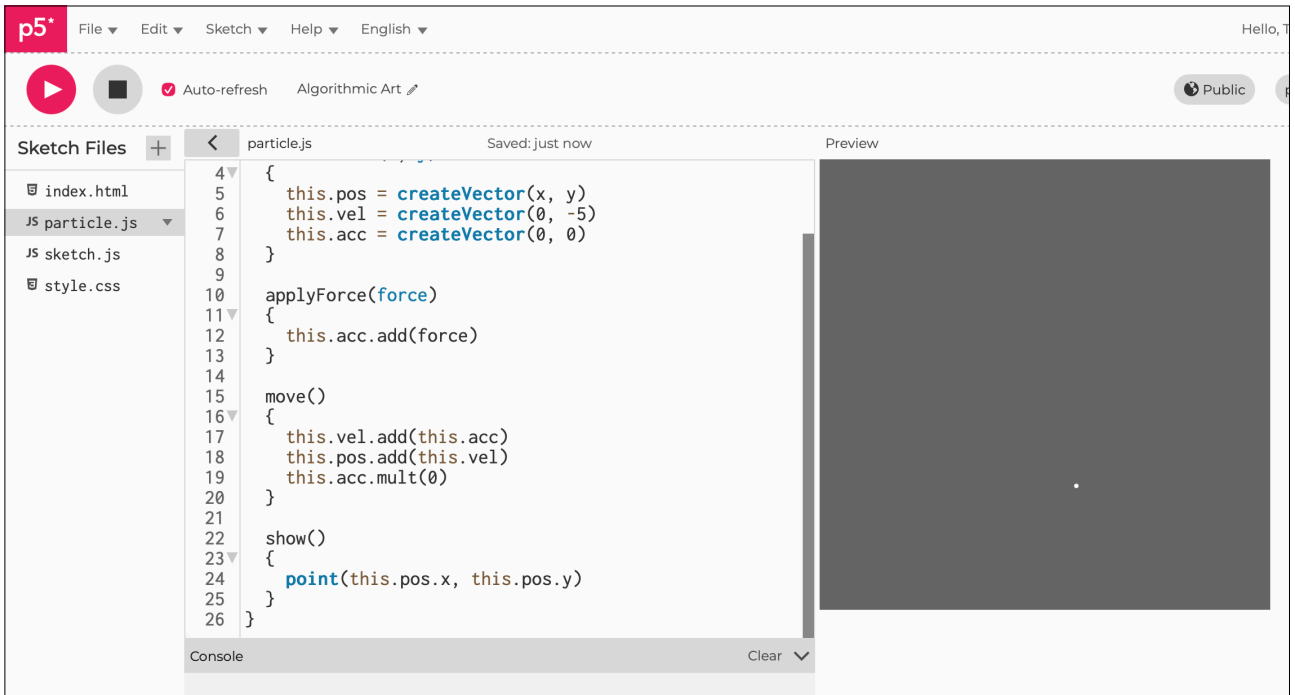 p5* File Edit Sketch Help English Hello, T
Auto-refresh Algorithmic Art Public p
Sketch Files + particle.js Saved: just now Preview
index.html
JS particle.js
JS sketch.js
style.css
4 {
5 this.pos = createVector(x, y)
6 this.vel = createVector(0, -5)
7 this.acc = createVector(0, 0)
8 }
9
10 applyForce(force)
11 {
12 this.acc.add(force)
13 }
14
15 move()
16 {
17 this.vel.add(this.acc)
18 this.pos.add(this.vel)
19 this.acc.mult(0)
20 }
21
22 show()
23 {
24 point(this.pos.x, this.pos.y)
25 }
26 }
Console Clear